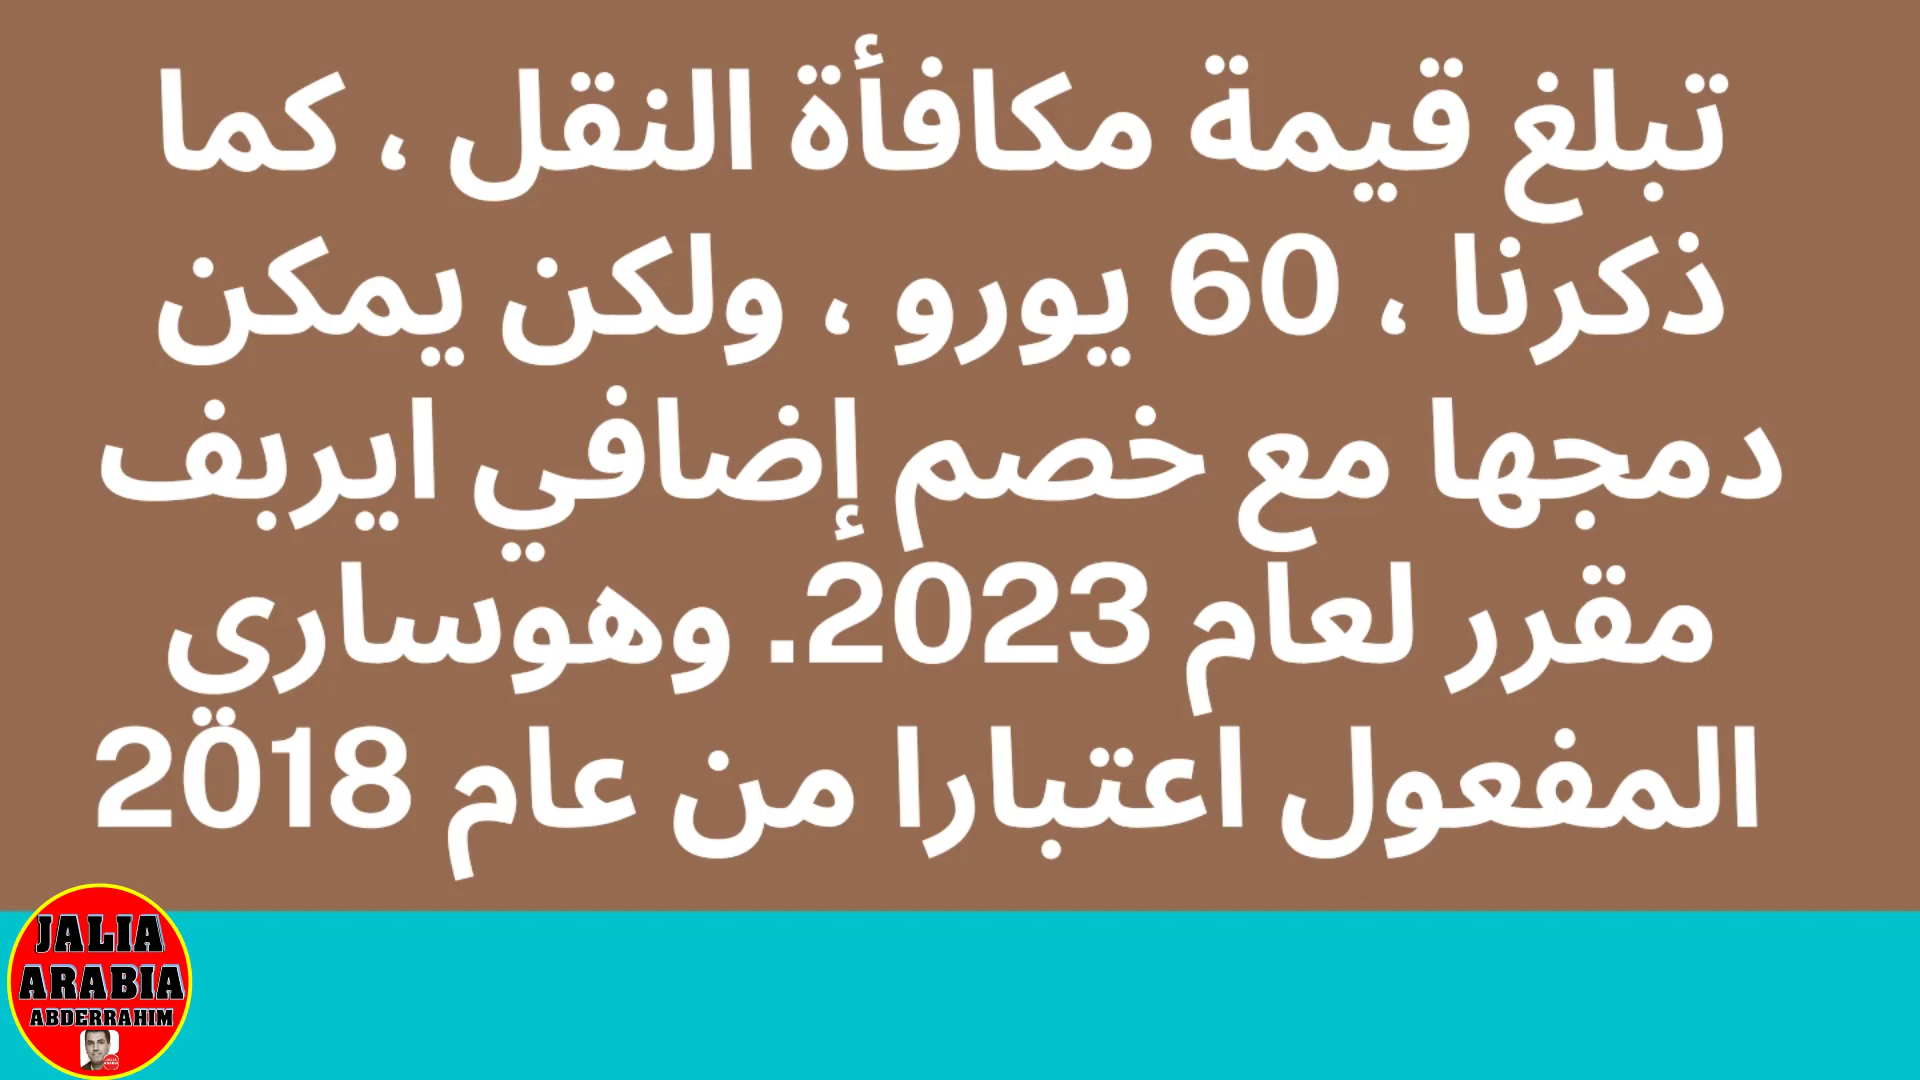 تبلغ قيمة مكافأة النقل ، كما
ذكرنا ، 60 يورو ، ولكن يمكن
دمجها مع خصم إضافي ايربف
مقرر لعام 2023. وهوساري
المفعول اعتبارا من عام 2018
JALIA
ARABIA
ABDERRAHIM